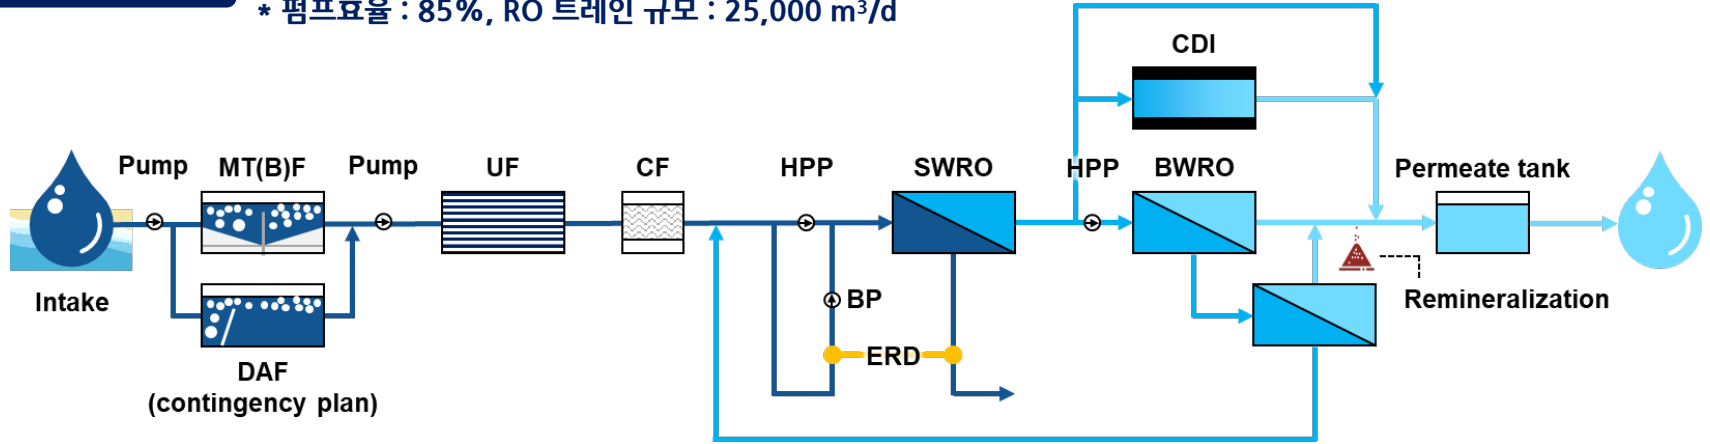 * 펌프효율 : 85%, RO 트레인 규모 : 25,000 m³/d
CDI
Pump
MT(B)F
Pump
UF
CF
HPP
SWRO
HPP
BWRO
Permeate tank
Intake
BP
Remineralization
ERD
DAF
(contingency plan)